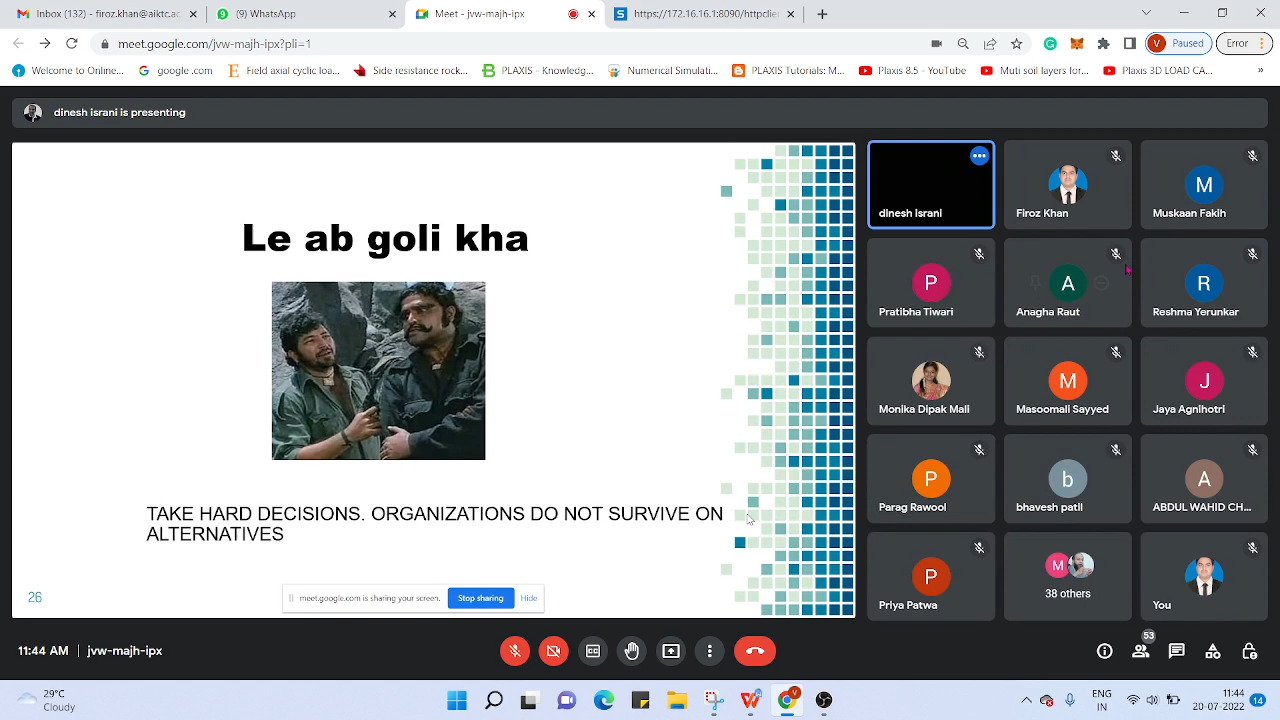 Inbox (132) - firoz.khan@aiktc.ac
(9) WhatsApp
Meet - jvw-majh-ipx
https://172.16.16.1:8090/httpclie
meet.google.com/jvw-majh-ipx?pli=1
Paused
Error
Welcome to Online...
google.com
Field axle cyclic loa...
Side resistance rock...
PLAXIS - Knowledg...
Numerical Simulati...
PLAXIS Tutorials: M...
Plaxis 8.5 - YouTube
Muti soil layers for...
Plaxis 3D LOAD CA...
»
dinesh israni is presenting
Le ab goli kha
TAKE HARD DECISIONS. ORGANIZATIONS DO NOT SURVIVE ON
ALTERNATIVES
26
meet.google.com is sharing your screen.
Stop sharing
Hide
dinesh israni
Firoz Khan
M
Muskaan Fakih
P
Pratibha Tiwari
A
Anagha Raut
R
Reshma Yerunkar
Monika Dipak Mali
M
Masoomali Sayyed
J
Jaya Agnihotri
P
Parag Rawool
b
bhavesh patil
A
ABDUL WAHID CH...
P
Priya Patwa
M
38 others
You
11:44 AM | jvw-majh-ipx
53
29°C
Cloudy
ENG
IN
11:44
20-07-2022
14